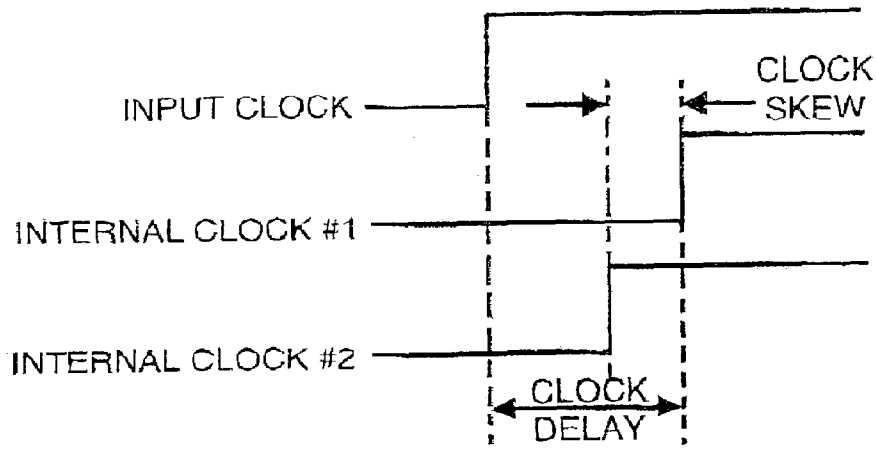 CLOCK
SKEW
INPUT CLOCK
INTERNAL CLOCK #1
INTERNAL CLOCK #2
CLOCK
DELAY